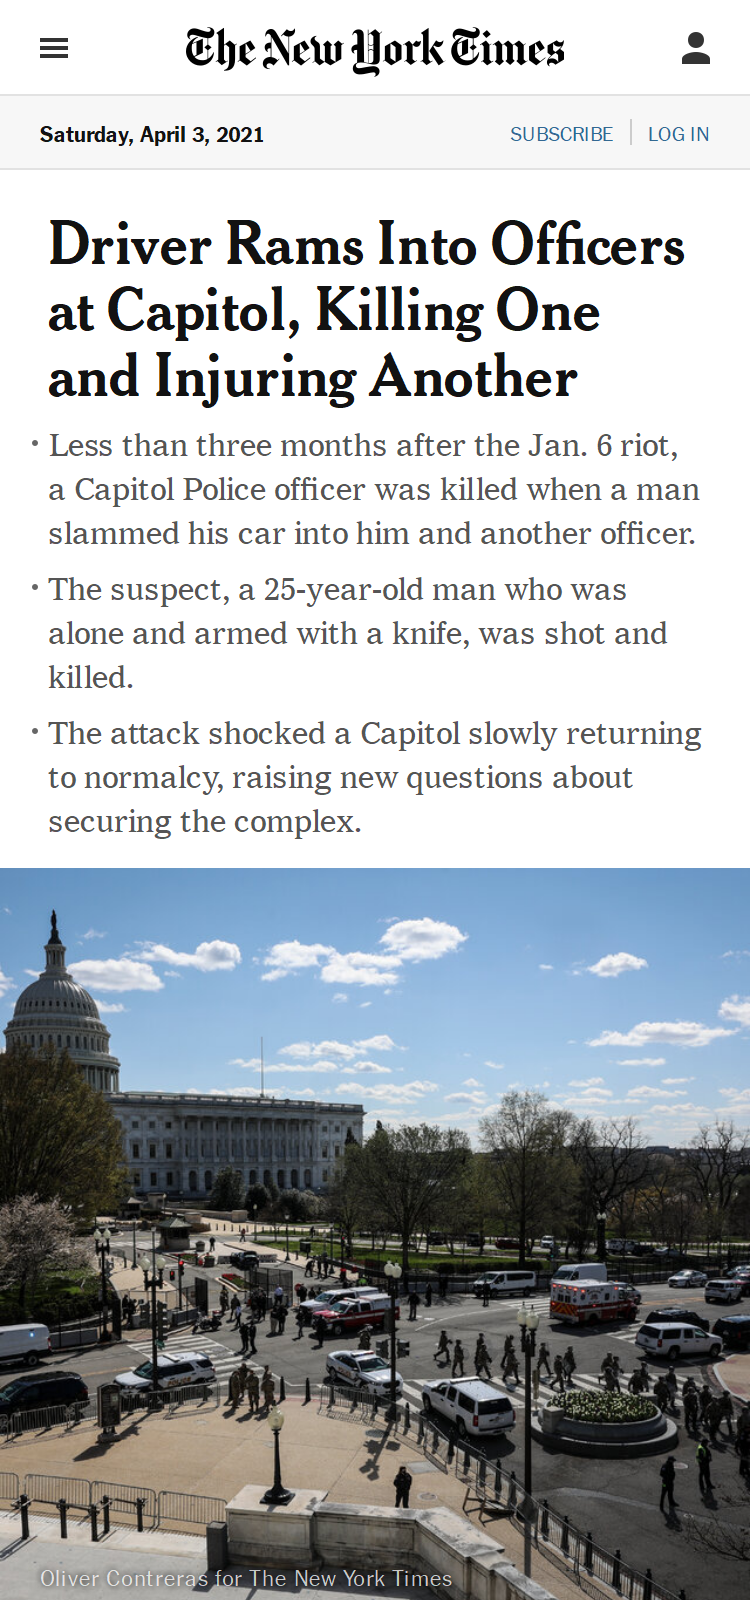 The New York Times
Saturday, April 3, 2021
SUBSCRIBE
LOG IN
Driver Rams Into Officers
at Capitol, Killing One
and Injuring Another
• Less than three months after the Jan. 6 riot,
a Capitol Police officer was killed when a man
slammed his car into him and another officer.
• The suspect, a 25-year-old man who was
alone and armed with a knife, was shot and
killed.
• The attack shocked a Capitol slowly returning
to normalcy, raising new questions about
securing the complex.
Oliver Contreras for The New York Times